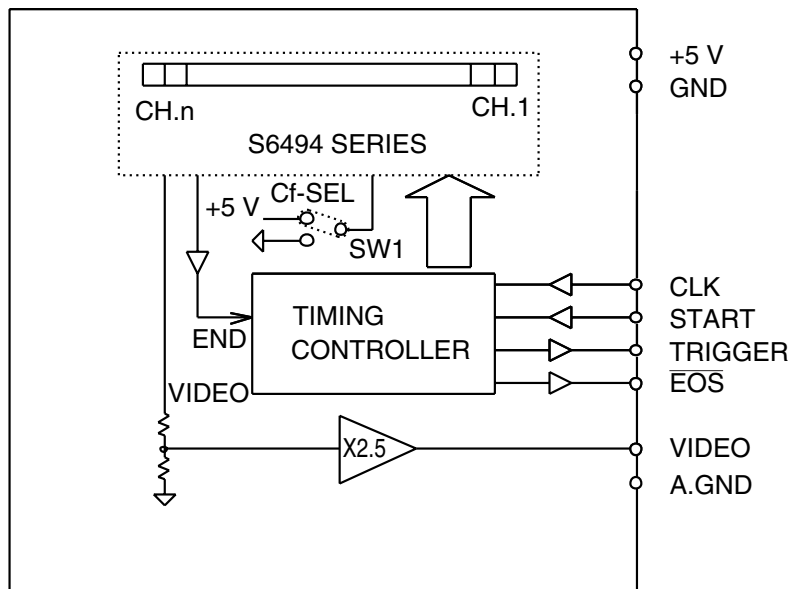 +5 V
GND
CH.n
CH.1
S6494 SERIES
Cf-SEL
+5 V
SW1
CLK
TIMING
START
END
CONTROLLER
TRIGGER
VIDEO
EOS
X2.5
VIDEO
A.GND